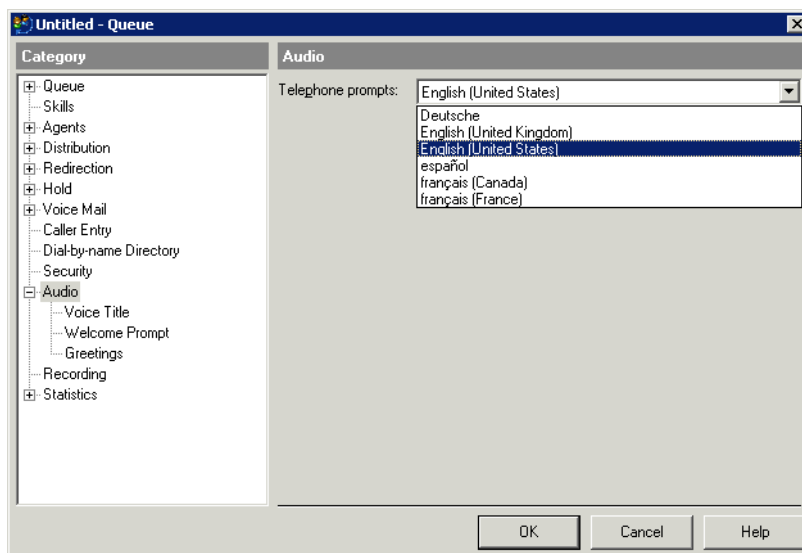 Untitled - Queue
Category
Queue
Skills
Agents
Distribution
Redirection
Hold
Voice Mail
Caller Entry
Dial-by-name Directory
Security
Audio
Voice Title
Welcome Prompt
Greetings
Recording
Statistics
Audio
Telephone prompts: English (United States)
Deutsche
English (United Kingdom)
English (United States)
español
français (Canada)
français (France)
OK Cancel Help